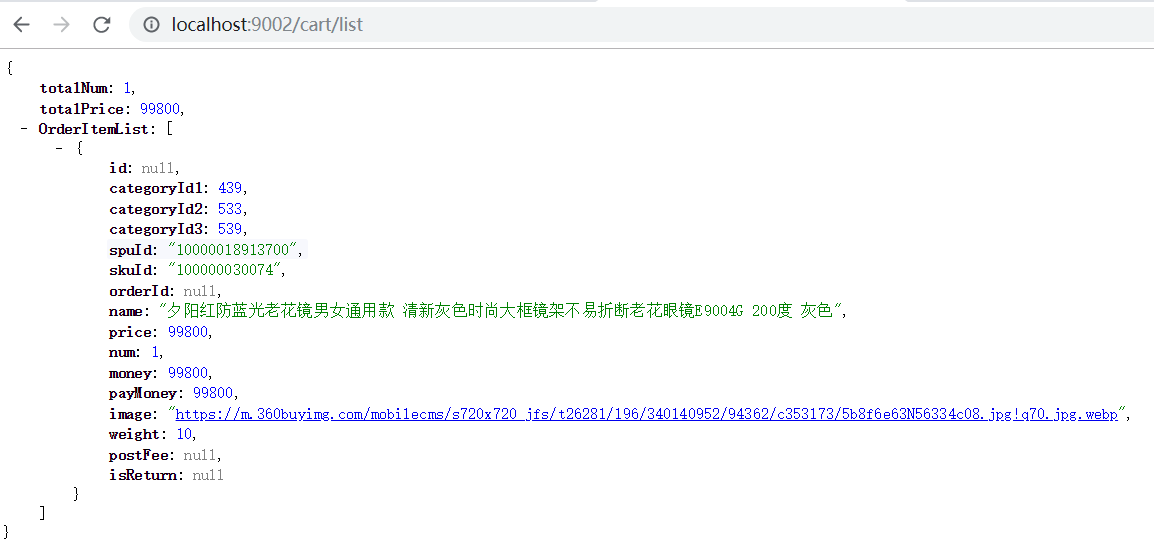 localhost:9002/cart/list
{
totalNum: 1,
totalPrice: 99800,
- OrderItemList: [
- {
id: null,
categoryId1: 439,
categoryId2: 533,
categoryId3: 539,
spuId: "10000018913700",
skuId: "100000030074",
orderId: null,
name: "夕阳红防蓝光老花镜男女通用款 清新灰色时尚大框镜架不易折断老花眼镜E9004G 200度 灰色",
price: 99800,
num: 1,
money: 99800,
payMoney: 99800,
image: "https://m.360buyimg.com/mobilecms/s720x720_jfs/t26281/196/340140952/94362/c353173/5b8f6e63N56334c08.jpg!q70.jpg.webp",
weight: 10,
postFee: null,
isReturn: null
}
]
}